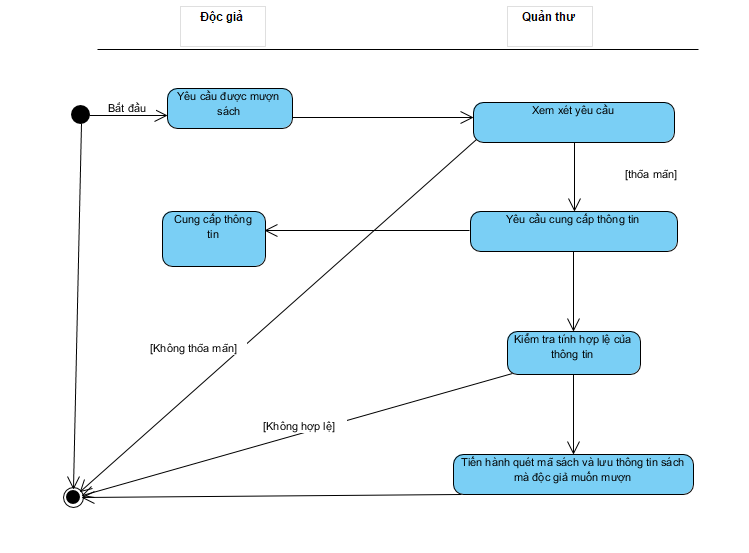 Độc giả
Quản thư
Bắt đầu
Yêu cầu được mượn
sách
Xem xét yêu cầu
[thỏa mãn]
Cung cấp thông
tin
Yêu cầu cung cấp thông tin
[Không thỏa mãn]
Kiểm tra tính hợp lệ của
thông tin
[Không hợp lệ]
Tiến hành quét mã sách và lưu thông tin sách
mà độc giả muốn mượn